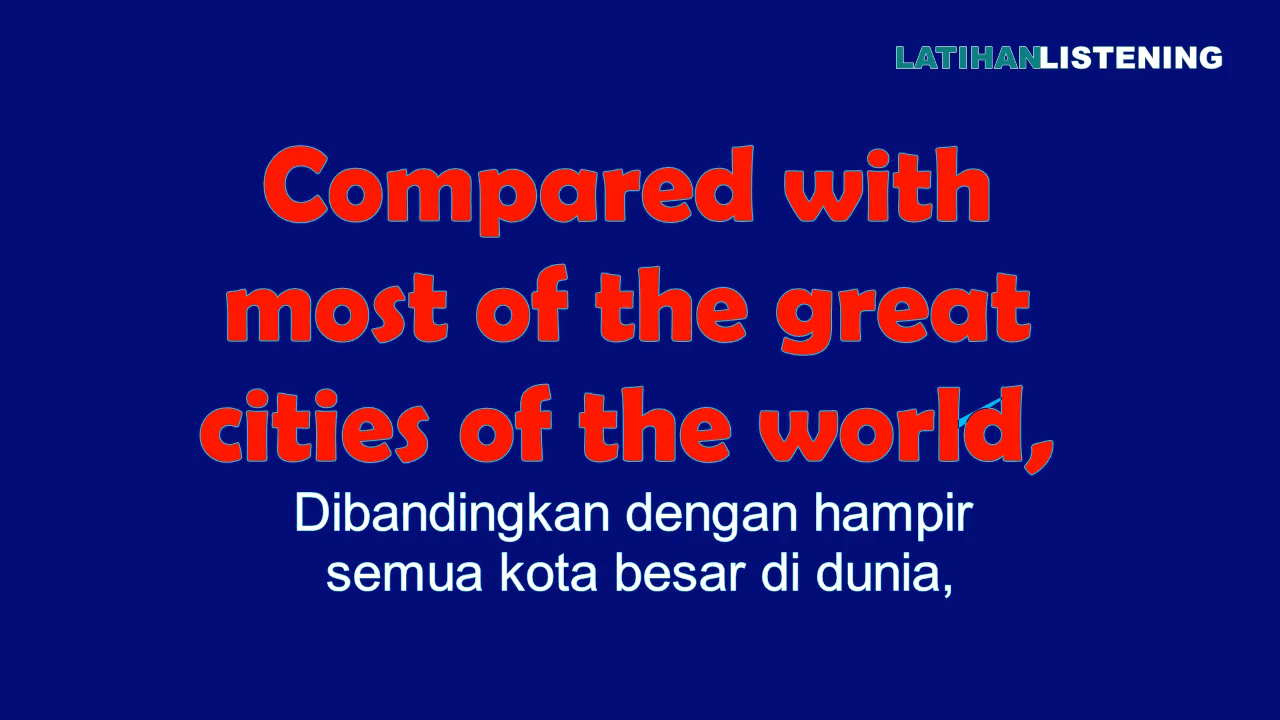 LATIHANLISTENING
Compared with
most of the great
cities of the world,
Dibandingkan dengan hampir
semua kota besar di dunia,